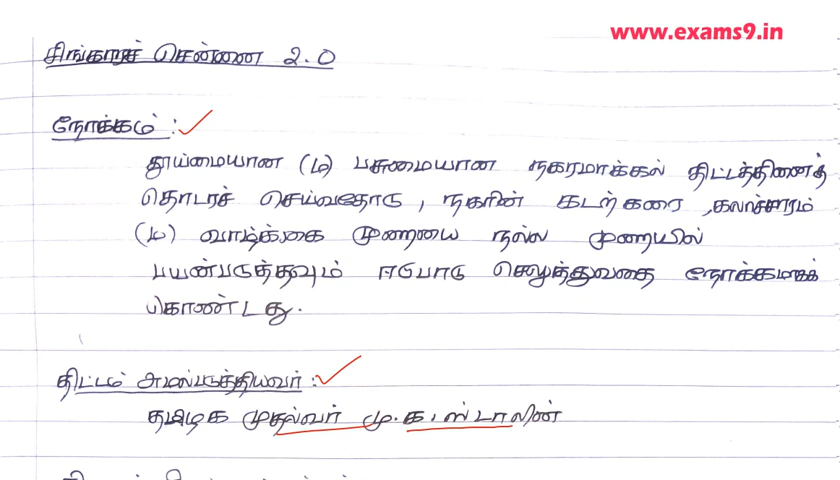 www.exams9.in
சிங்காரச் சென்னை 2.0
நோக்கம் :
தூய்மையான (ம) பசுமையான நகரமாக்கல் திட்டத்தினைத்
தொடரச் செய்வதோடு, நகரின் கடற்கரை, கலாச்சாரம்
(ம) வாழ்க்கை முறையை நல்ல முறையில்
பயன்படுத்தவும் ஈடுபாடு செலுத்துவதை நோக்கமாகக்
கொண்டது.
திட்டம் அமல்படுத்தியவர் :
தமிழக முதல்வர் மு.க.ஸ்டாலின்